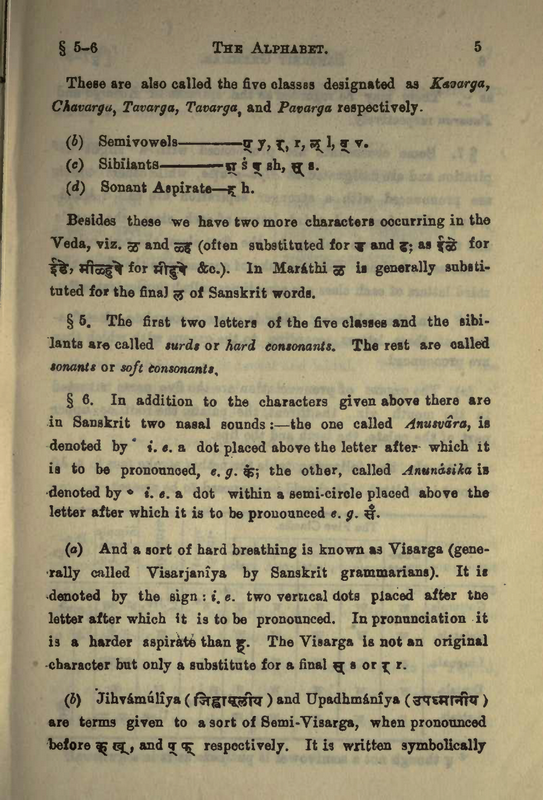 § 5–6 THE ALPHABET. 5
These are also called the five classes designated as Kavarga,
Chavarga, Tavarga, Tavarga, and Pavarga respectively.
(b) Semivowels———य् y, र्, r, ल् l, व् v.
(c) Sibilants———श् ś ष् sh, स् s.
(d) Sonant Aspirate—ह् h.
Besides these we have two more characters occurring in the
Veda, viz. ळ and ळ्ह (often substituted for ड and ढ; as ईळे for
ईडे, मीळ्हुषे for मीढुषे &c.). In Maráthi ळ is generally substi-
tuted for the final ल of Sanskrit words.
§ 5. The first two letters of the five classes and the sibi-
lants are called surds or hard consonants. The rest are called
sonants or soft consonants.
§ 6. In addition to the characters given above there are
in Sanskrit two nasal sounds:—the one called Anusvâra, is
denoted by ˙ i. e. a dot placed above the letter after which it
is to be pronounced, e. g. कं; the other, called Anunásika is
denoted by ँ i. e. a dot within a semi-circle placed above the
letter after which it is to be pronounced e. g. सँ.
(a) And a sort of hard breathing is known as Visarga (gene-
rally called Visarjanîya by Sanskrit grammarians). It is
denoted by the sign : i. e. two vertical dots placed after the
letter after which it is to be pronounced. In pronunciation it
is a harder aspirate than ह्. The Visarga is not an original
character but only a substitute for a final स् s or र् r.
(b) Jihvámúlîya (जिह्वामूलीय) and Upadhmánîya (उपध्मानीय)
are terms given to a sort of Semi-Visarga, when pronounced
before क् ख्, and प् फ् respectively. It is written symbolically